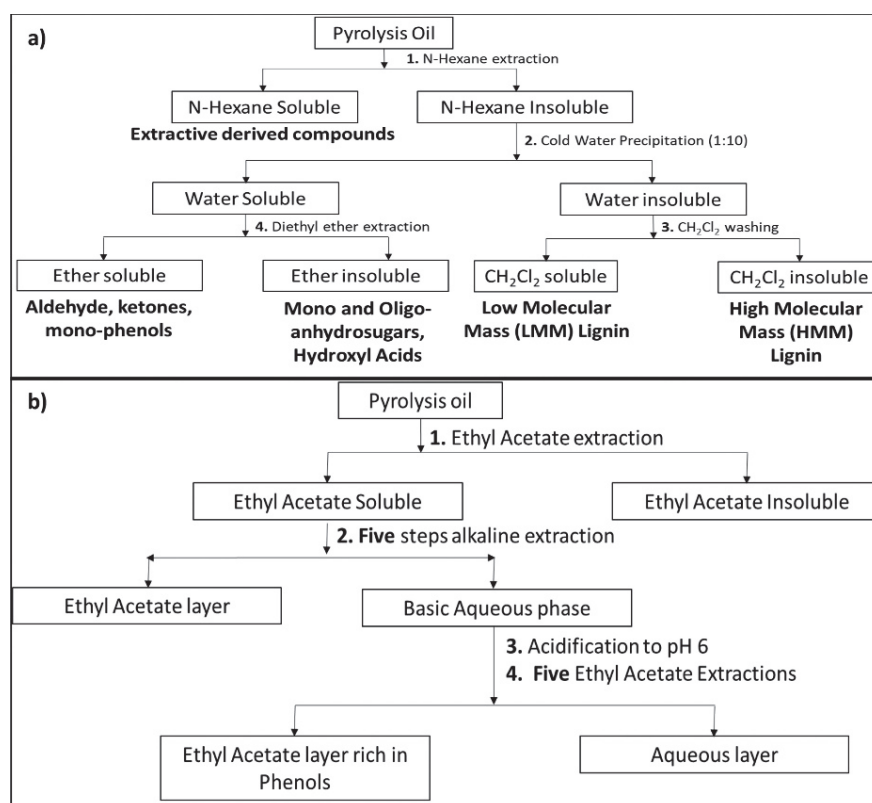 a)
Pyrolysis Oil
1. N-Hexane extraction
N-Hexane Soluble
N-Hexane Insoluble
Extractive derived compounds
2. Cold Water Precipitation (1:10)
Water Soluble
Water insoluble
4. Diethyl ether extraction
3. CH₂Cl₂ washing
Ether soluble
Ether insoluble
CH₂Cl₂ soluble
CH₂Cl₂ insoluble
Aldehyde, ketones,
mono-phenols
Mono and Oligo-
anhydrosugars,
Hydroxyl Acids
Low Molecular
Mass (LMM) Lignin
High Molecular
Mass (HMM)
Lignin
b)
Pyrolysis oil
1. Ethyl Acetate extraction
Ethyl Acetate Soluble
Ethyl Acetate Insoluble
2. Five steps alkaline extraction
Ethyl Acetate layer
Basic Aqueous phase
3. Acidification to pH 6
4. Five Ethyl Acetate Extractions
Ethyl Acetate layer rich in
Phenols
Aqueous layer